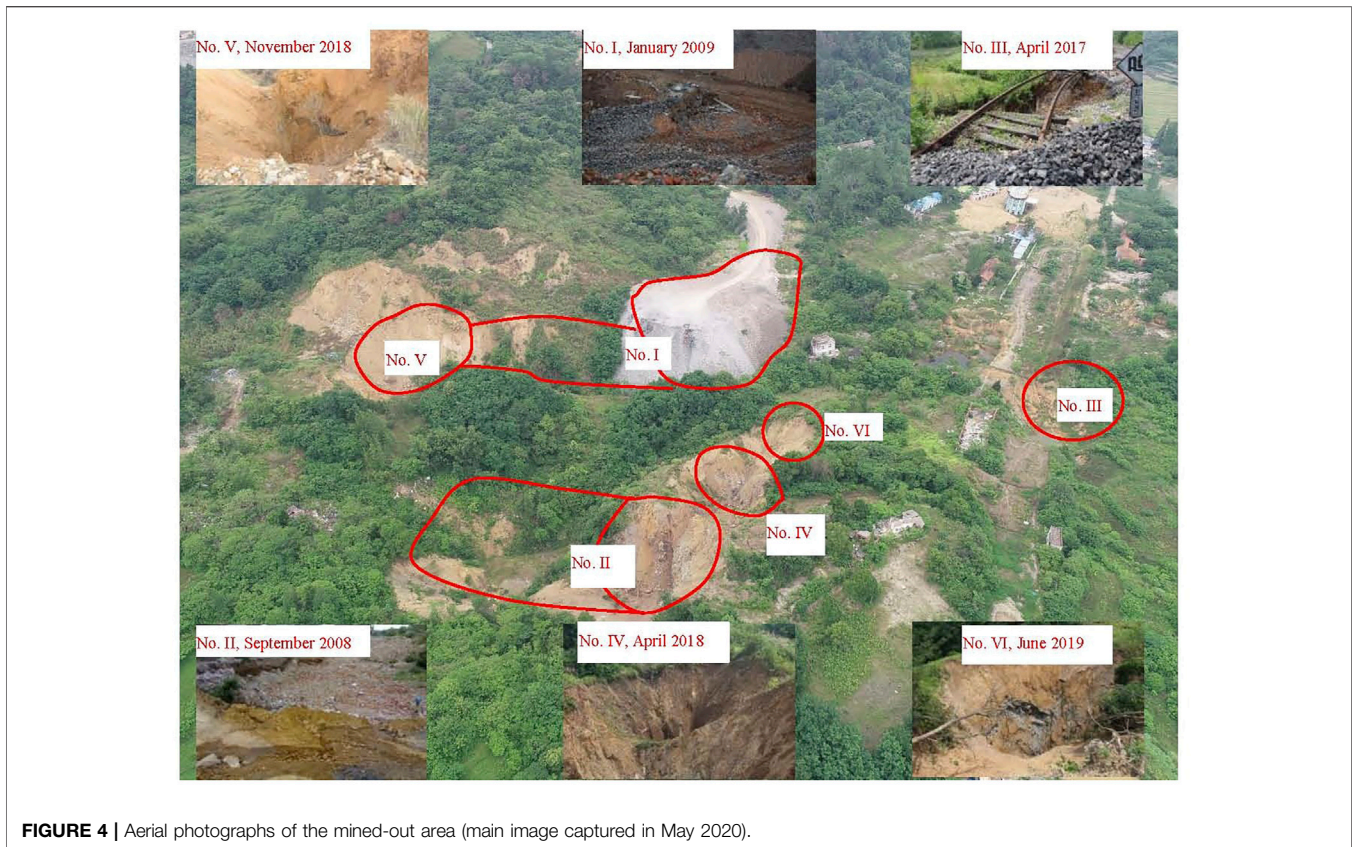 No. V, November 2018
No. I, January 2009
No. III, April 2017
No. V
No. I
No. III
No. VI
No. IV
No. II
No. II, September 2008
No. IV, April 2018
No. VI, June 2019
FIGURE 4 | Aerial photographs of the mined-out area (main image captured in May 2020).